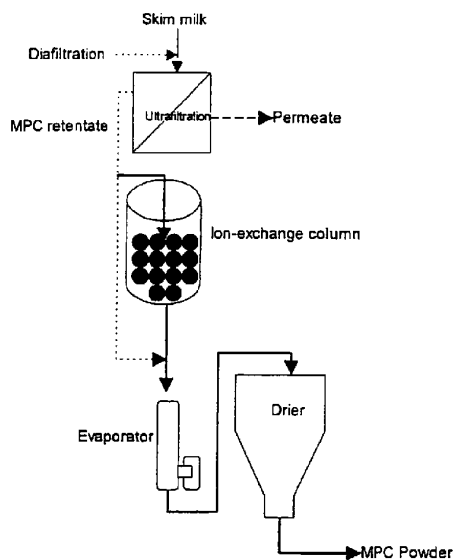 Skim milk
Diafiltration
Ultrafiltration
Permeate
MPC retentate
Ion-exchange column
Drier
Evaporator
MPC Powder